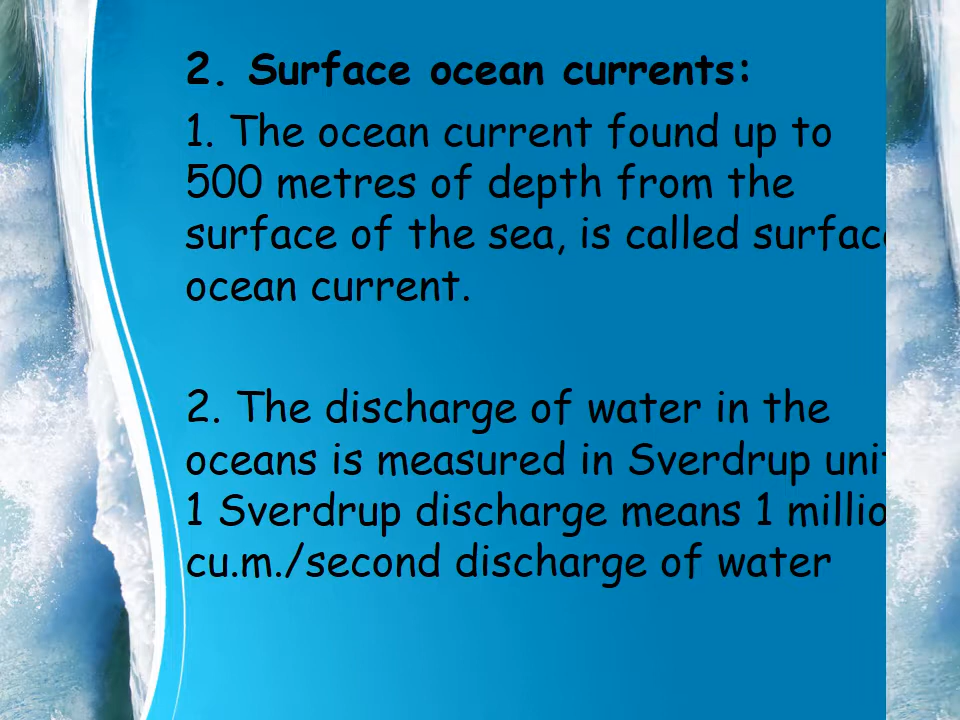 2. Surface ocean currents:
1. The ocean current found up to
500 metres of depth from the
surface of the sea, is called surface
ocean current.
2. The discharge of water in the
oceans is measured in Sverdrup unit
1 Sverdrup discharge means 1 millio
cu.m./second discharge of water